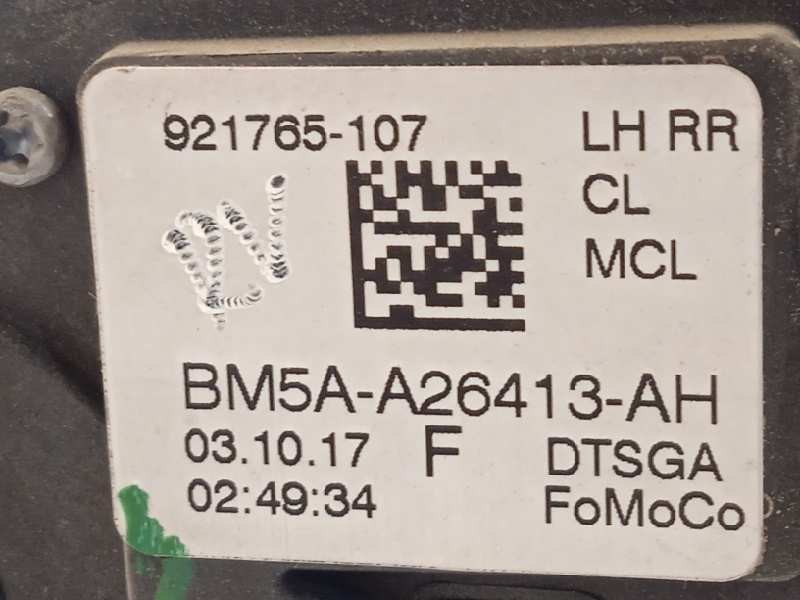 921765-107 LH RR
CL
MCL
BM5A-A26413-AH
03.10.17 F DTSGA
02:49:34 FoMoCo